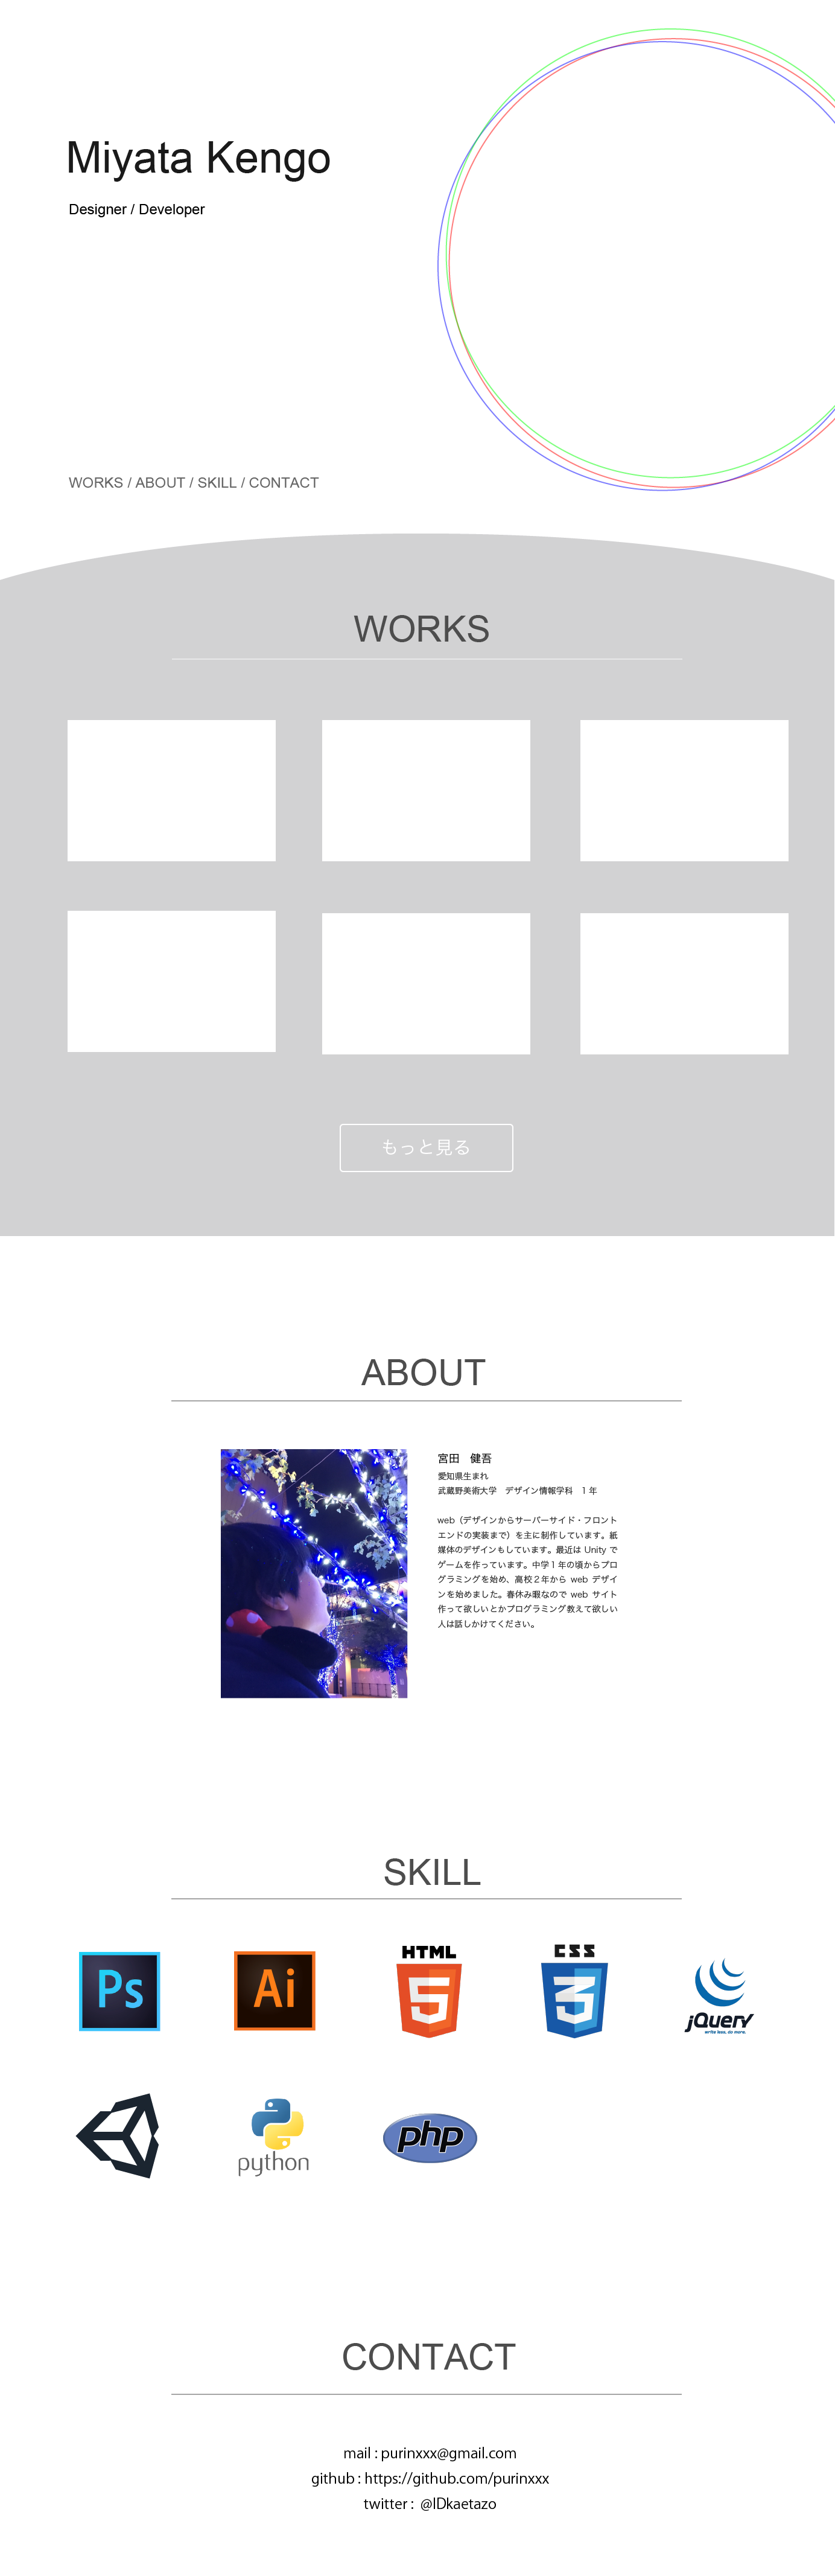 Miyata Kengo
Designer / Developer
WORKS / ABOUT / SKILL / CONTACT
WORKS
もっと見る
ABOUT
宮田　健吾
愛知県生まれ
武蔵野美術大学　デザイン情報学科　1 年
web（デザインからサーバーサイド・フロント
エンドの実装まで）を主に制作しています。紙
媒体のデザインもしています。最近は Unity で
ゲームを作っています。中学 1 年の頃からプロ
グラミングを始め、高校 2 年から web デザイ
ンを始めました。春休み暇なので web サイト
作って欲しいとかプログラミング教えて欲しい
人は話しかけてください。
SKILL
Ps
Ai
HTML
5
CSS
3
jQuery
write less, do more.
python
php
CONTACT
mail : purinxxx@gmail.com
github : https://github.com/purinxxx
twitter : @IDkaetazo